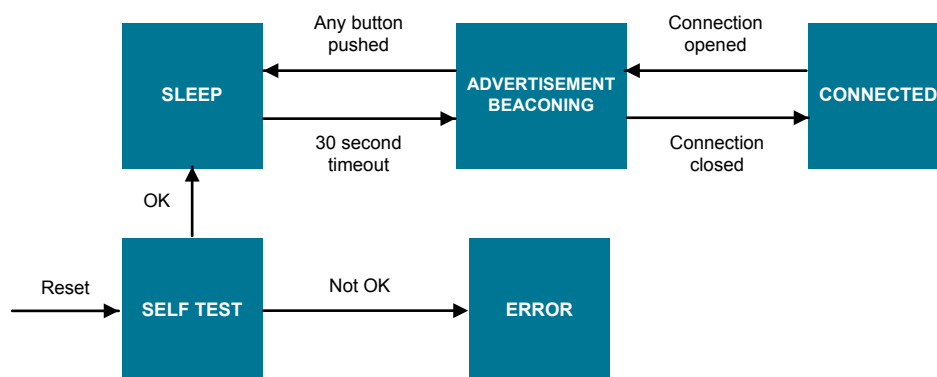 Any button
pushed
Connection
opened
SLEEP
ADVERTISEMENT
BEACONING
CONNECTED
30 second
timeout
Connection
closed
OK
Reset
SELF TEST
Not OK
ERROR